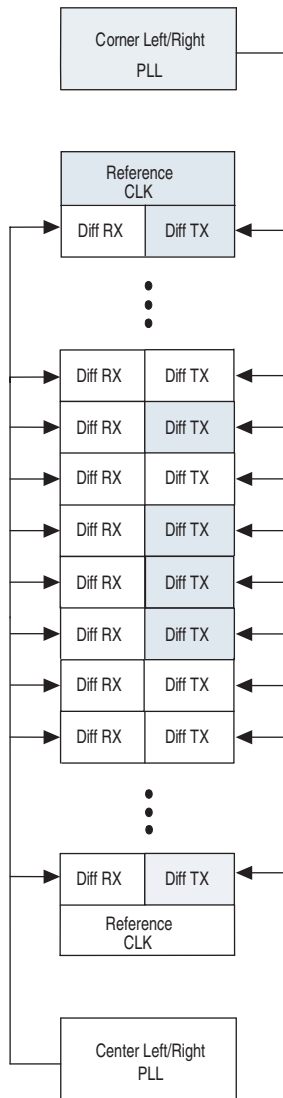 Corner Left/Right
PLL
Reference
CLK
Diff RX Diff TX
Diff RX Diff TX
Diff RX Diff TX
Diff RX Diff TX
Diff RX Diff TX
Diff RX Diff TX
Diff RX Diff TX
Diff RX Diff TX
Diff RX Diff TX
Diff RX Diff TX
Reference
CLK
Center Left/Right
PLL